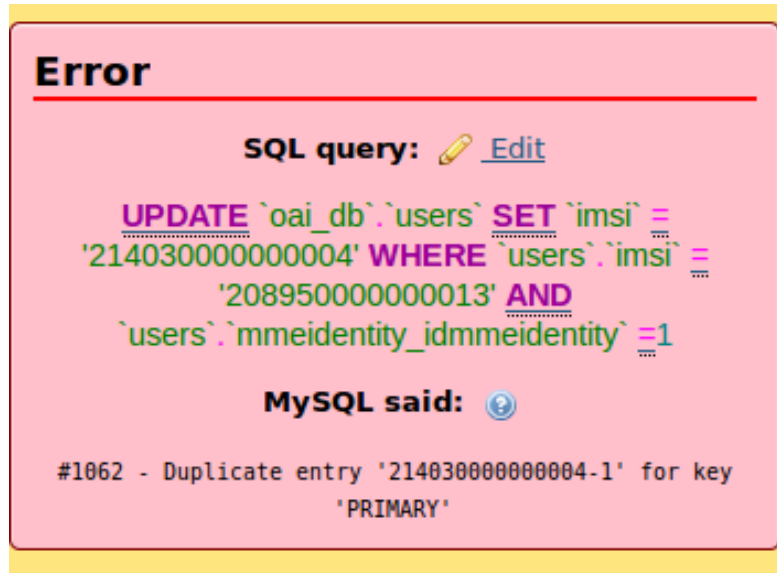 Error
SQL query: Edit
UPDATE `oai_db`.`users` SET `imsi` =
'214030000000004' WHERE `users`.`imsi` =
'208950000000013' AND
`users`.`mmeidentity_idmmeidentity` =1
MySQL said:
#1062 - Duplicate entry '214030000000004-1' for key
'PRIMARY'